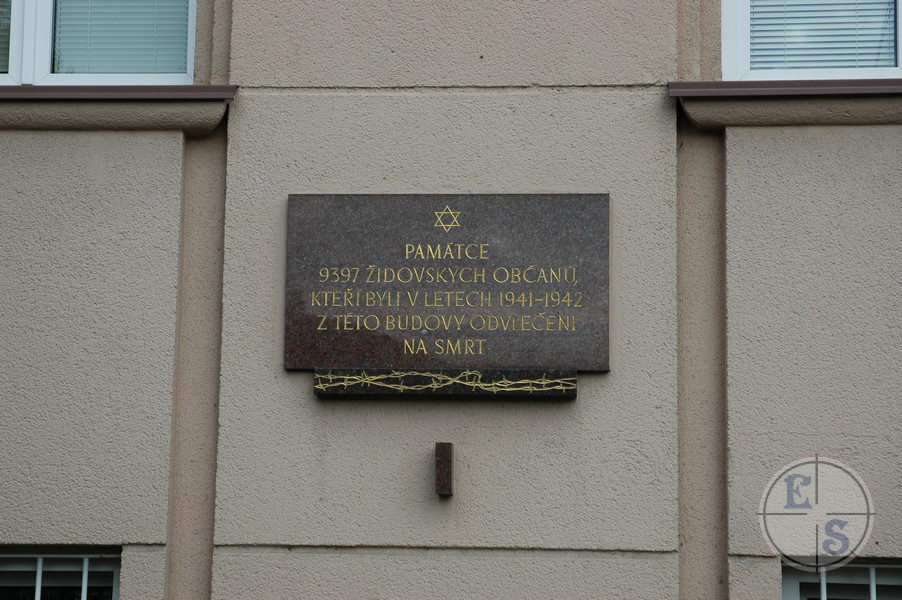 PAMÁTCE
9397 ŽIDOVSKÝCH OBČANŮ,
KTEŘÍ BYLI V LETECH 1941-1942
Z TÉTO BUDOVY ODVLEČENI
NA SMRT
E
S